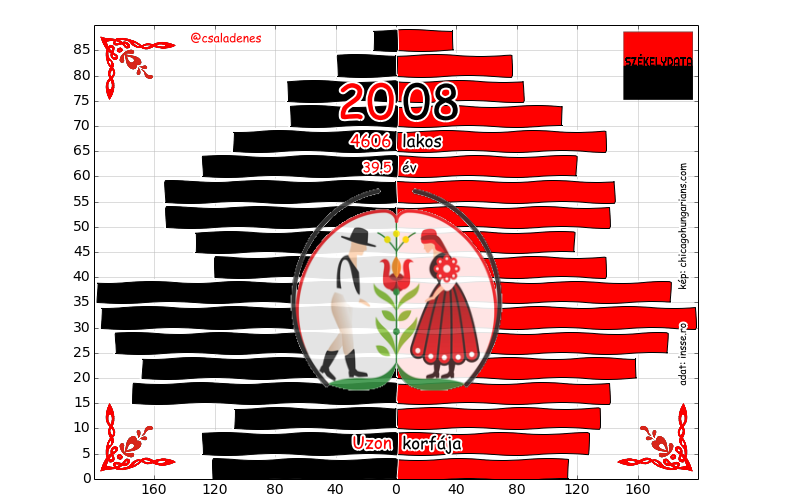 @csaladenes
SZÉKELYDATA
2008
4606 lakos
39.5 év
kép: chicagohungarians.com
adat: insse.ro
Uzon korfája
85
80
75
70
65
60
55
50
45
40
35
30
25
20
15
10
5
0
160 120 80 40 0 40 80 120 160